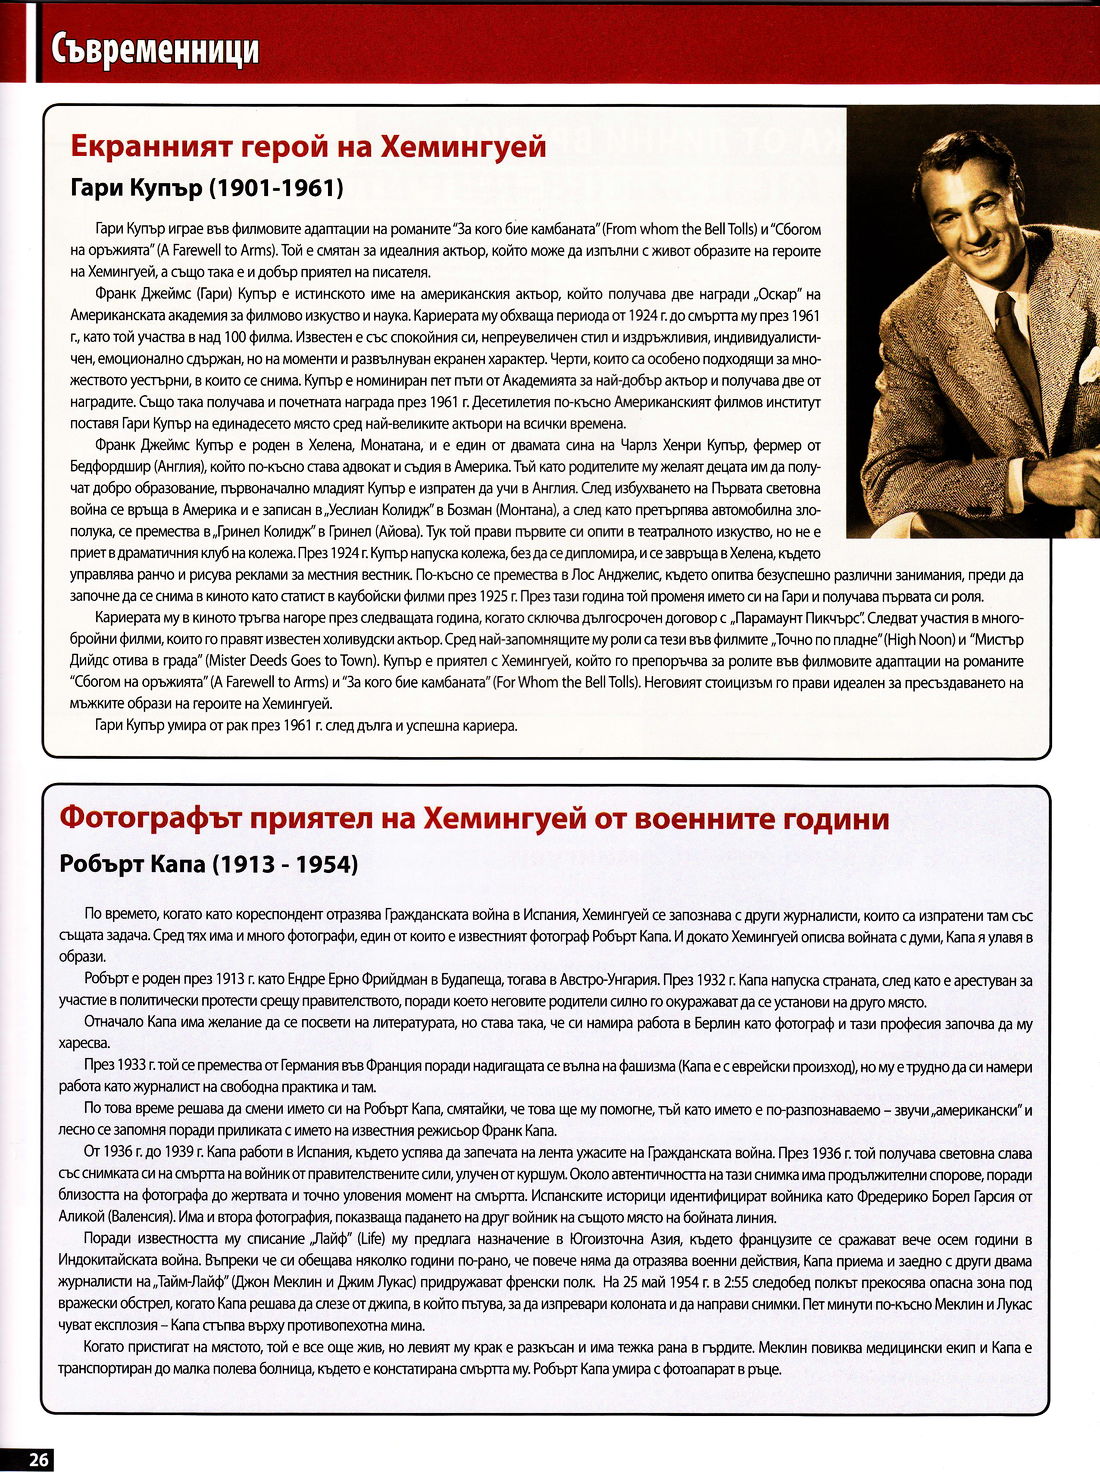 Съвременници
Екранният герой на Хемингуей
Гари Купър (1901-1961)
Гари Купър играе във филмовите адаптации на романите “За кого бие камбаната” (From whom the Bell Tolls) и “Сбогом
на оръжията” (A Farewell to Arms). Той е смятан за идеалния актьор, който може да изпълни с живот образите на героите
на Хемингуей, а също така е и добър приятел на писателя.
Франк Джеймс (Гари) Купър е истинското име на американския актьор, който получава две награди „Оскар” на
Американската академия за филмово изкуство и наука. Кариерата му обхваща периода от 1924 г. до смъртта му през 1961
г., като той участва в над 100 филма. Известен е със спокойния си, непреувеличен стил и издръжливия, индивидуалисти-
чен, емоционално сдържан, но на моменти и развълнуван екранен характер. Черти, които са особено подходящи за мно-
жеството уестърни, в които се снима. Купър е номиниран пет пъти от Академията за най-добър актьор и получава две от
наградите. Също така получава и почетната награда през 1961 г. Десетилетия по-късно Американският филмов институт
поставя Гари Купър на единадесето място сред най-великите актьори на всички времена.
Франк Джеймс Купър е роден в Хелена, Монатана, и е един от двамата сина на Чарлз Хенри Купър, фермер от
Бедфордшир (Англия), който по-късно става адвокат и съдия в Америка. Тъй като родителите му желаят децата им да полу-
чат добро образование, първоначално младият Купър е изпратен да учи в Англия. След избухването на Първата световна
война се връща в Америка и е записан в „Уеслиан Колидж” в Бозман (Монтана), а след като претърпява автомобилна зло-
полука, се премества в „Гринел Колидж” в Гринел (Айова). Тук той прави първите си опити в театралното изкуство, но не е
приет в драматичния клуб на колежа. През 1924 г. Купър напуска колежа, без да се дипломира, и се завръща в Хелена, където
управлява ранчо и рисува реклами за местния вестник. По-късно се премества в Лос Анджелис, където опитва безуспешно различни занимания, преди да
започне да се снима в киното като статист в каубойски филми през 1925 г. През тази година той променя името си на Гари и получава първата си роля.
Кариерата му в киното тръгва нагоре през следващата година, когато сключва дългосрочен договор с „Парамаунт Пикчърс”. Следват участия в много-
бройни филми, които го правят известен холивудски актьор. Сред най-запомнящите му роли са тези във филмите „Точно по пладне” (High Noon) и “Мистър
Дийдс отива в града” (Mister Deeds Goes to Town). Купър е приятел с Хемингуей, който го препоръчва за ролите във филмовите адаптации на романите
“Сбогом на оръжията” (A Farewell to Arms) и “За кого бие камбаната” (For Whom the Bell Tolls). Неговият стоицизъм го прави идеален за пресъздаването на
мъжките образи на героите на Хемингуей.
Гари Купър умира от рак през 1961 г. след дълга и успешна кариера.
Фотографът приятел на Хемингуей от военните години
Робърт Капа (1913 - 1954)
По времето, когато като кореспондент отразява Гражданската война в Испания, Хемингуей се запознава с други журналисти, които са изпратени там със
същата задача. Сред тях има и много фотографи, един от които е известният фотограф Робърт Капа. И докато Хемингуей описва войната с думи, Капа я улавя в
образи.
Робърт е роден през 1913 г. като Ендре Ерно Фрийдман в Будапеща, тогава в Австро-Унгария. През 1932 г. Капа напуска страната, след като е арестуван за
участие в политически протести срещу правителството, поради което неговите родители силно го окуражават да се установи на друго място.
Отначало Капа има желание да се посвети на литературата, но става така, че си намира работа в Берлин като фотограф и тази професия започва да му
харесва.
През 1933 г. той се премества от Германия във Франция поради надигащата се вълна на фашизма (Капа е с еврейски произход), но му е трудно да си намери
работа като журналист на свободна практика и там.
По това време решава да смени името си на Робърт Капа, смятайки, че това ще му помогне, тъй като името е по-разпознаваемо – звучи „американски” и
лесно се запомня поради приликата с името на известния режисьор Франк Капа.
От 1936 г. до 1939 г. Капа работи в Испания, където успява да запечата на лента ужасите на Гражданската война. През 1936 г. той получава световна слава
със снимката си на смъртта на войник от правителствените сили, улучен от куршум. Около автентичността на тази снимка има продължителни спорове, поради
близостта на фотографа до жертвата и точно уловения момент на смъртта. Испанските историци идентифицират войника като Фредерико Борел Гарсия от
Аликой (Валенсия). Има и втора фотография, показваща падането на друг войник на същото място на бойната линия.
Поради известността му списание „Лайф” (Life) му предлага назначение в Югоизточна Азия, където французите се сражават вече осем години в
Индокитайската война. Въпреки че си обещава няколко години по-рано, че повече няма да отразява военни действия, Капа приема и заедно с други двама
журналисти на „Тайм-Лайф” (Джон Меклин и Джим Лукас) придружават френски полк. На 25 май 1954 г. в 2:55 следобед полкът прекосява опасна зона под
вражески обстрел, когато Капа решава да слезе от джипа, в който пътува, за да изпревари колоната и да направи снимки. Пет минути по-късно Меклин и Лукас
чуват експлозия – Капа стъпва върху противопехотна мина.
Когато пристигат на мястото, той е все още жив, но левият му крак е разкъсан и има тежка рана в гърдите. Меклин повиква медицински екип и Капа е
транспортиран до малка полева болница, където е констатирана смъртта му. Робърт Капа умира с фотоапарат в ръце.
26